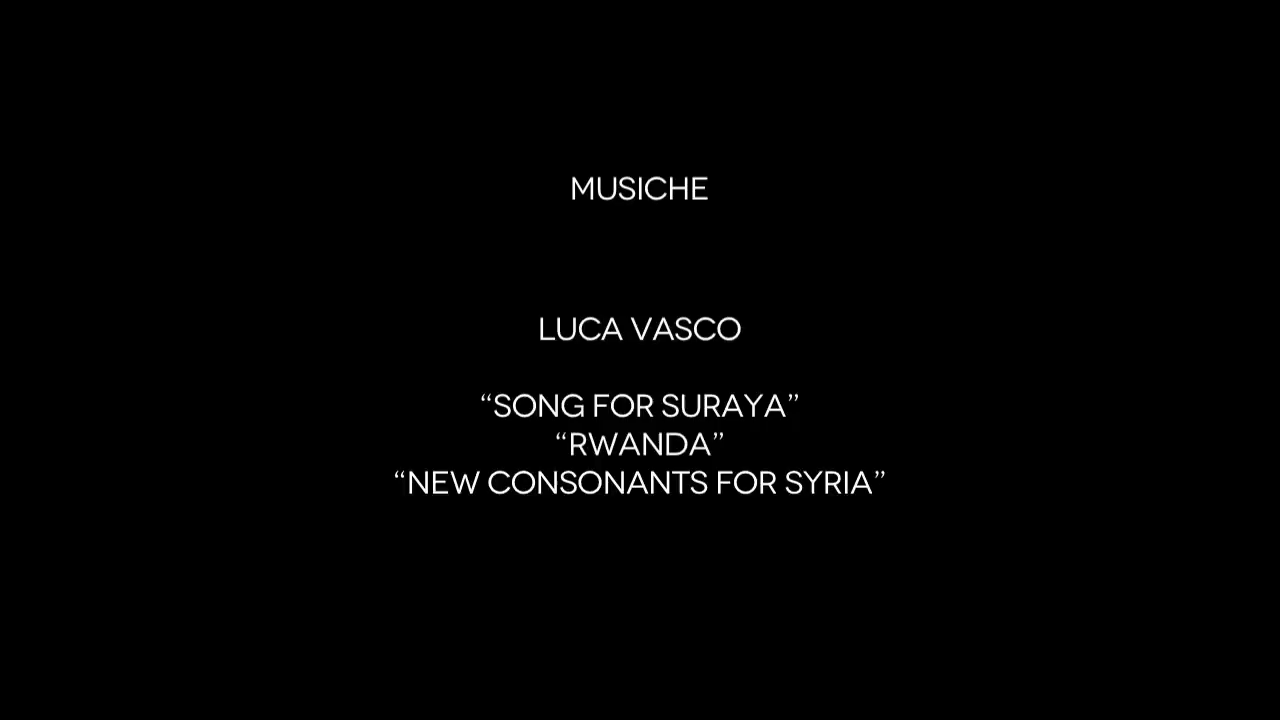 MUSICHE
LUCA VASCO
“SONG FOR SURAYA”
“RWANDA”
“NEW CONSONANTS FOR SYRIA”